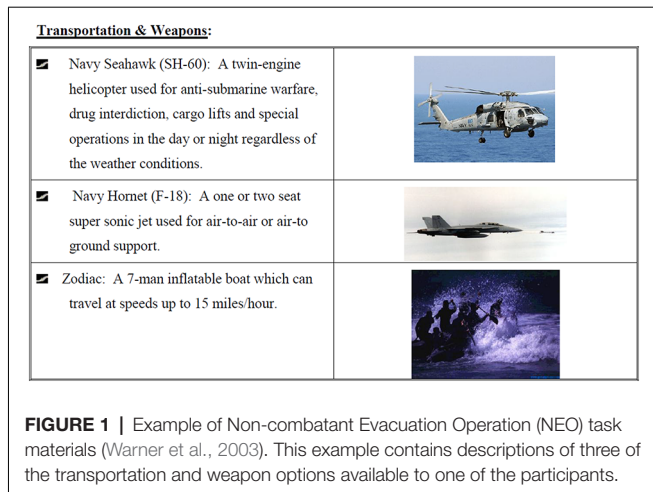 Transportation & Weapons:
Navy Seahawk (SH-60): A twin-engine
helicopter used for anti-submarine warfare,
drug interdiction, cargo lifts and special
operations in the day or night regardless of
the weather conditions.
Navy Hornet (F-18): A one or two seat
super sonic jet used for air-to-air or air-to
ground support.
Zodiac: A 7-man inflatable boat which can
travel at speeds up to 15 miles/hour.
FIGURE 1 | Example of Non-combatant Evacuation Operation (NEO) task
materials (Warner et al., 2003). This example contains descriptions of three of
the transportation and weapon options available to one of the participants.